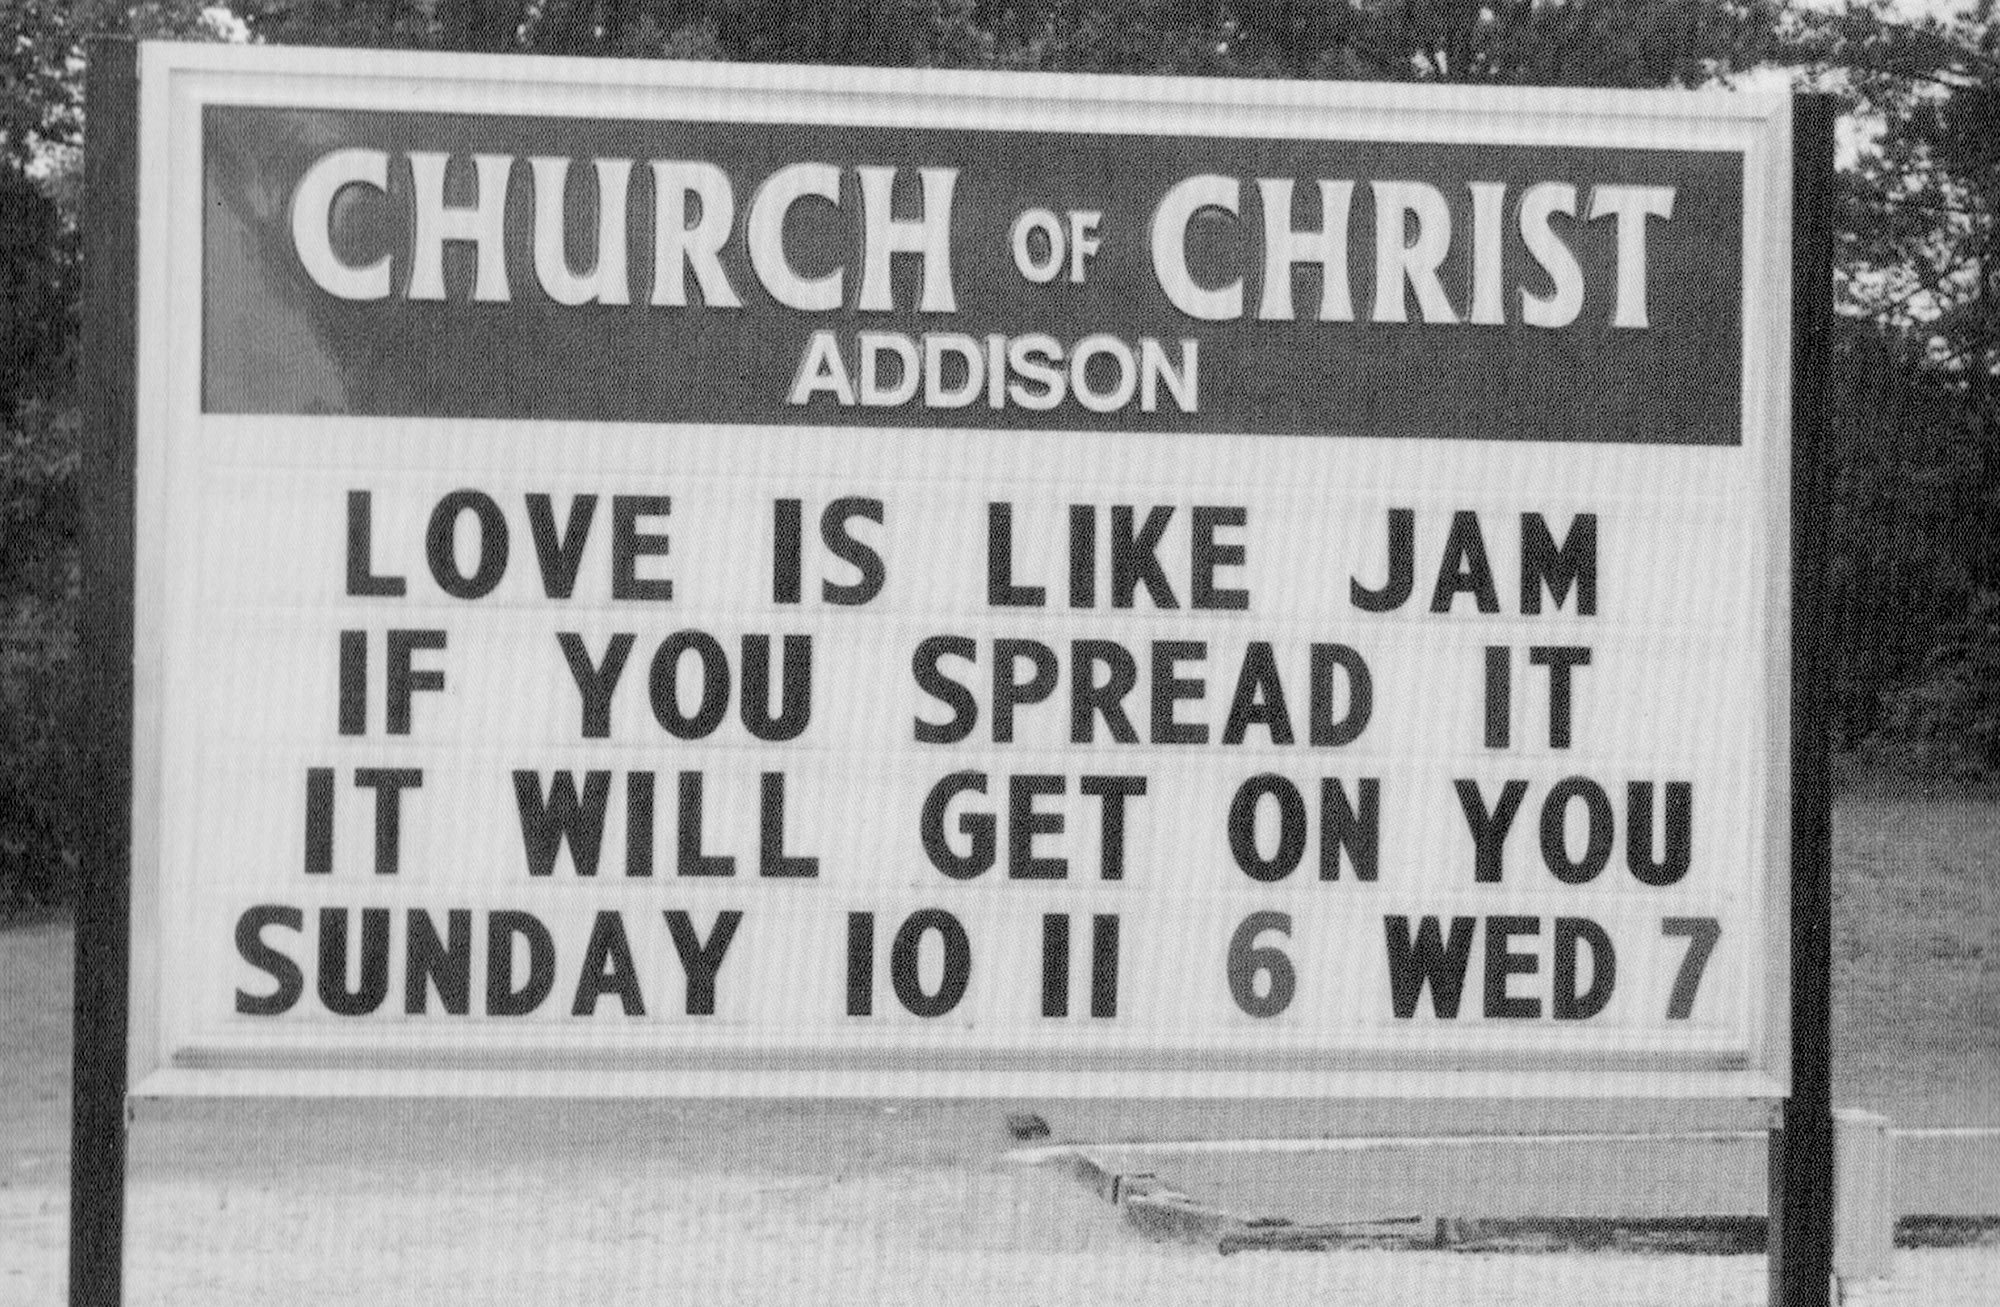 CHURCH OF CHRIST
ADDISON
LOVE IS LIKE JAM
IF YOU SPREAD IT
IT WILL GET ON YOU
SUNDAY 10 11 6 WED 7